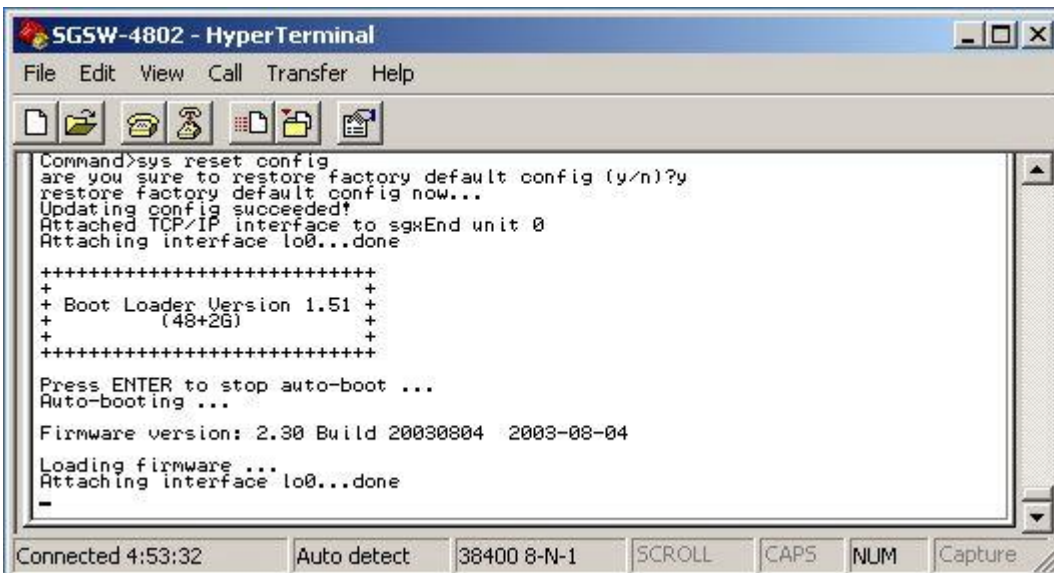 SGSW-4802 - HyperTerminal
File Edit View Call Transfer Help
Command>sys reset config
are you sure to restore factory default config (y/n)?y
restore factory default config now...
Updating config succeeded!
Attached TCP/IP interface to sgxEnd unit 0
Attaching interface lo0...done
++++++++++++++++++++++++++++
+ +
+ Boot Loader Version 1.51 +
+ (48+2G) +
+ +
++++++++++++++++++++++++++++
Press ENTER to stop auto-boot ...
Auto-booting ...
Firmware version: 2.30 Build 20030804 2003-08-04
Loading firmware ...
Attaching interface lo0...done
_
Connected 4:53:32 Auto detect 38400 8-N-1 SCROLL CAPS NUM Capture